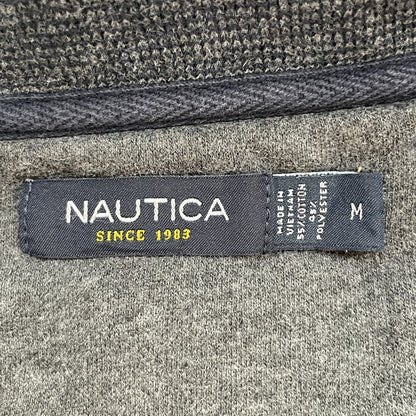 NAUTICA
SINCE 1983
MADE IN
VIETNAM
55% COTTON
45%
POLYESTER
M